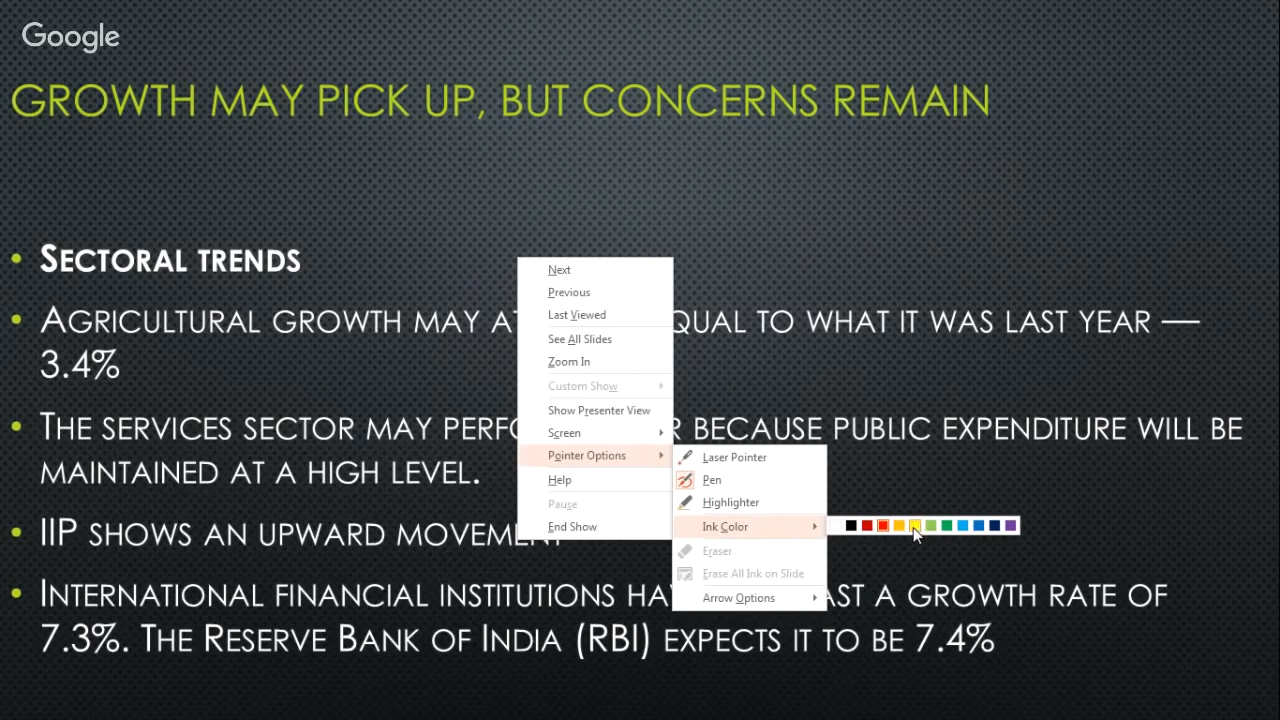 Google
GROWTH MAY PICK UP, BUT CONCERNS REMAIN
• SECTORAL TRENDS
• AGRICULTURAL GROWTH MAY AT QUAL TO WHAT IT WAS LAST YEAR —
3.4%
• THE SERVICES SECTOR MAY PERFO R BECAUSE PUBLIC EXPENDITURE WILL BE
MAINTAINED AT A HIGH LEVEL.
• IIP SHOWS AN UPWARD MOVEMENT
• INTERNATIONAL FINANCIAL INSTITUTIONS HAV AST A GROWTH RATE OF
7.3%. THE RESERVE BANK OF INDIA (RBI) EXPECTS IT TO BE 7.4%
Next
Previous
Last Viewed
See All Slides
Zoom In
Custom Show
Show Presenter View
Screen
Pointer Options
Help
Pause
End Show
Laser Pointer
Pen
Highlighter
Ink Color
Eraser
Erase All Ink on Slide
Arrow Options